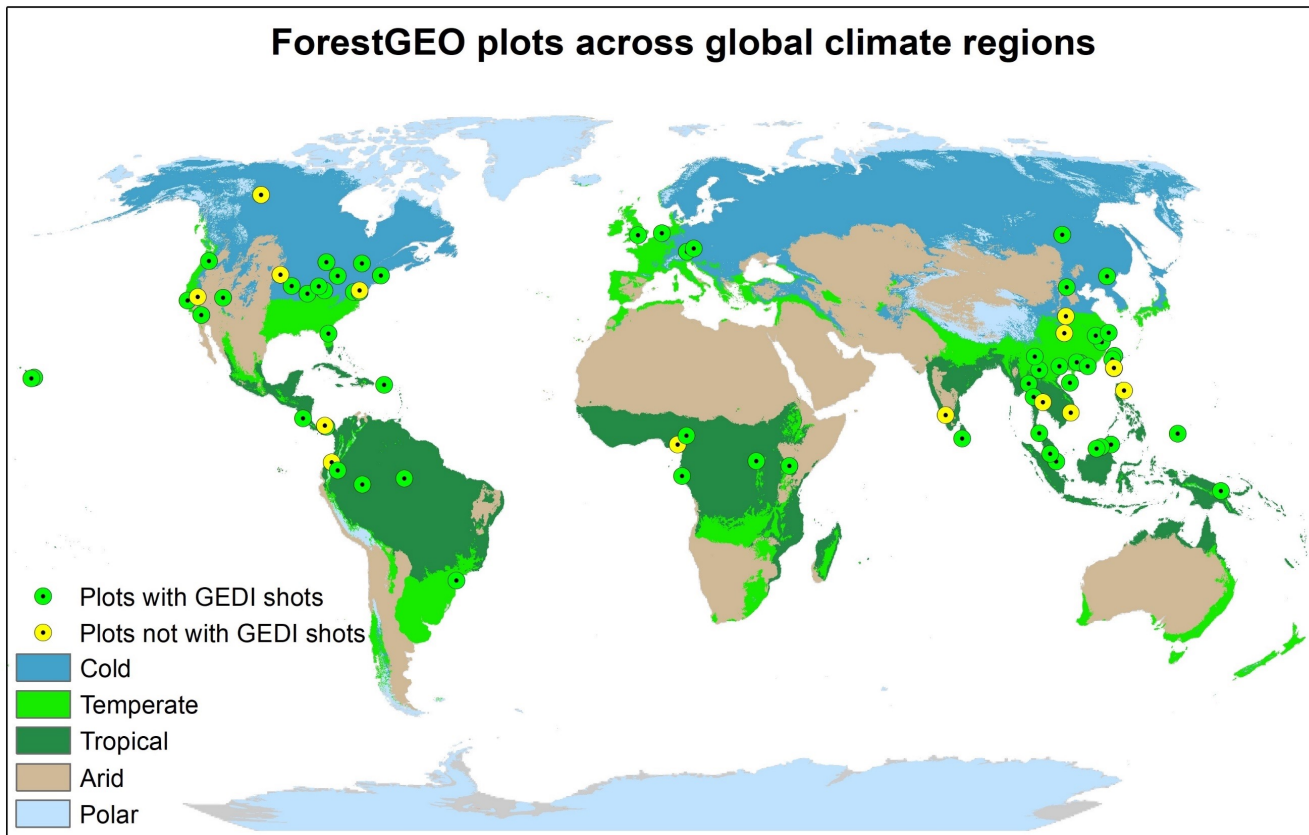 ForestGEO plots across global climate regions
Plots with GEDI shots
Plots not with GEDI shots
Cold
Temperate
Tropical
Arid
Polar